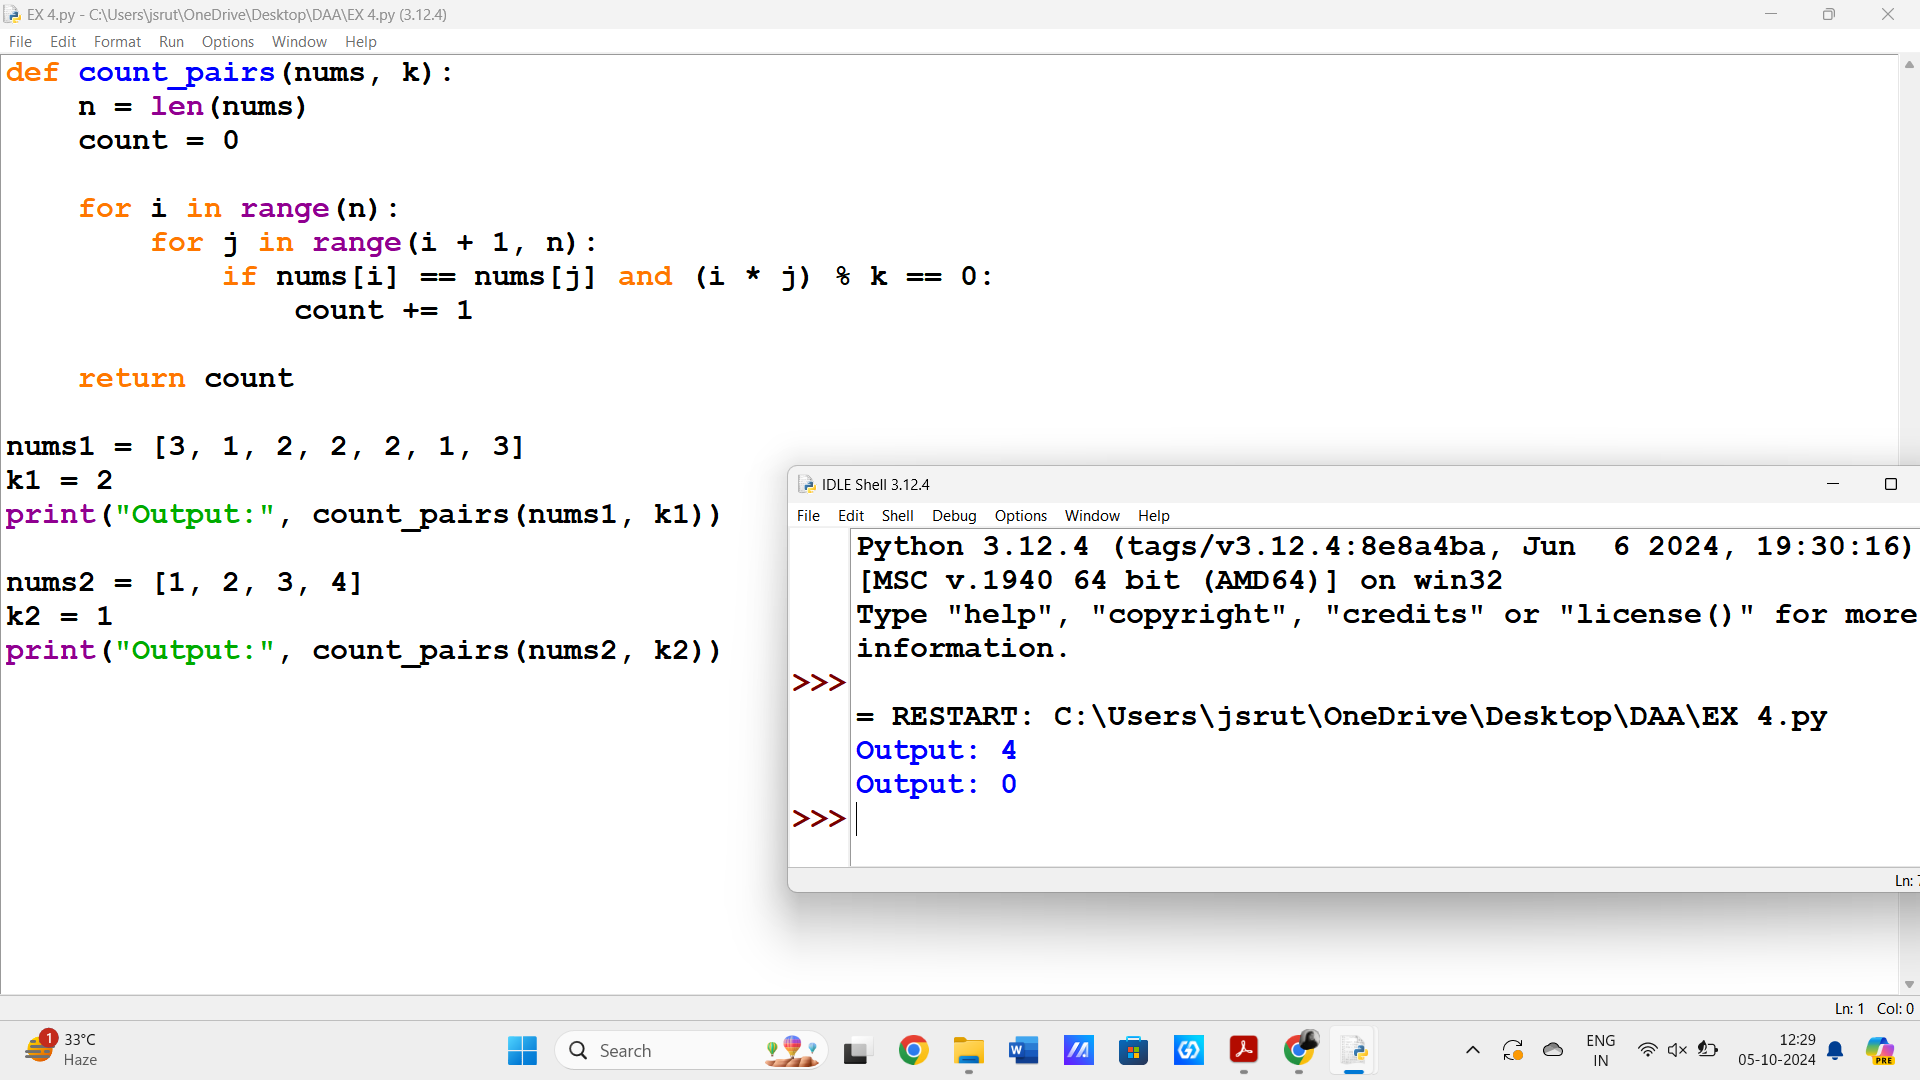 EX 4.py - C:\Users\jsrut\OneDrive\Desktop\DAA\EX 4.py (3.12.4)
File Edit Format Run Options Window Help
def count_pairs(nums, k):
    n = len(nums)
    count = 0
    for i in range(n):
        for j in range(i + 1, n):
            if nums[i] == nums[j] and (i * j) % k == 0:
                count += 1
    return count
nums1 = [3, 1, 2, 2, 2, 1, 3]
k1 = 2
print("Output:", count_pairs(nums1, k1))
nums2 = [1, 2, 3, 4]
k2 = 1
print("Output:", count_pairs(nums2, k2))
IDLE Shell 3.12.4
File Edit Shell Debug Options Window Help
Python 3.12.4 (tags/v3.12.4:8e8a4ba, Jun  6 2024, 19:30:16)
[MSC v.1940 64 bit (AMD64)] on win32
Type "help", "copyright", "credits" or "license()" for more
information.
>>>
= RESTART: C:\Users\jsrut\OneDrive\Desktop\DAA\EX 4.py
Output: 4
Output: 0
>>>
Ln: 7
Ln: 1 Col: 0
1
33°C
Haze
Search
PRE
ENG
IN
12:29
05-10-2024